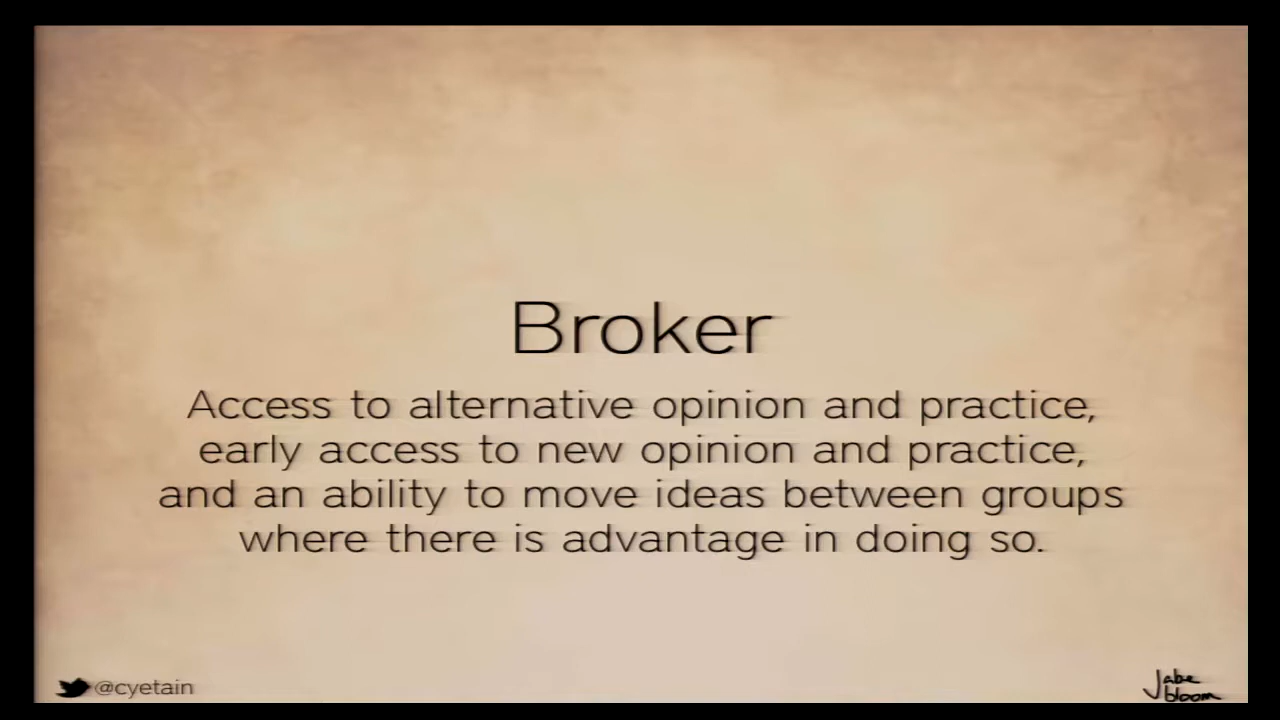 Broker
Access to alternative opinion and practice,
early access to new opinion and practice,
and an ability to move ideas between groups
where there is advantage in doing so.
@cyetain
Jabe
bloom